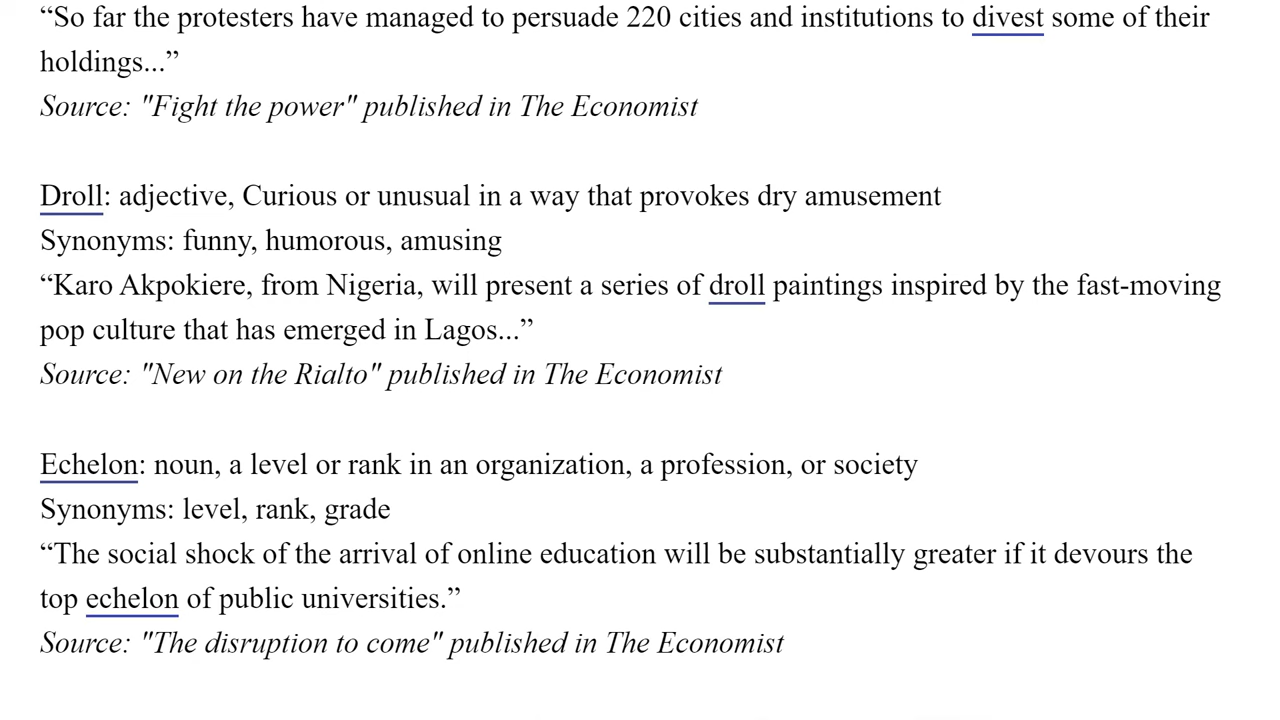 “So far the protesters have managed to persuade 220 cities and institutions to divest some of their
holdings...”
Source: "Fight the power" published in The Economist
Droll: adjective, Curious or unusual in a way that provokes dry amusement
Synonyms: funny, humorous, amusing
“Karo Akpokiere, from Nigeria, will present a series of droll paintings inspired by the fast-moving
pop culture that has emerged in Lagos...”
Source: "New on the Rialto" published in The Economist
Echelon: noun, a level or rank in an organization, a profession, or society
Synonyms: level, rank, grade
“The social shock of the arrival of online education will be substantially greater if it devours the
top echelon of public universities.”
Source: "The disruption to come" published in The Economist